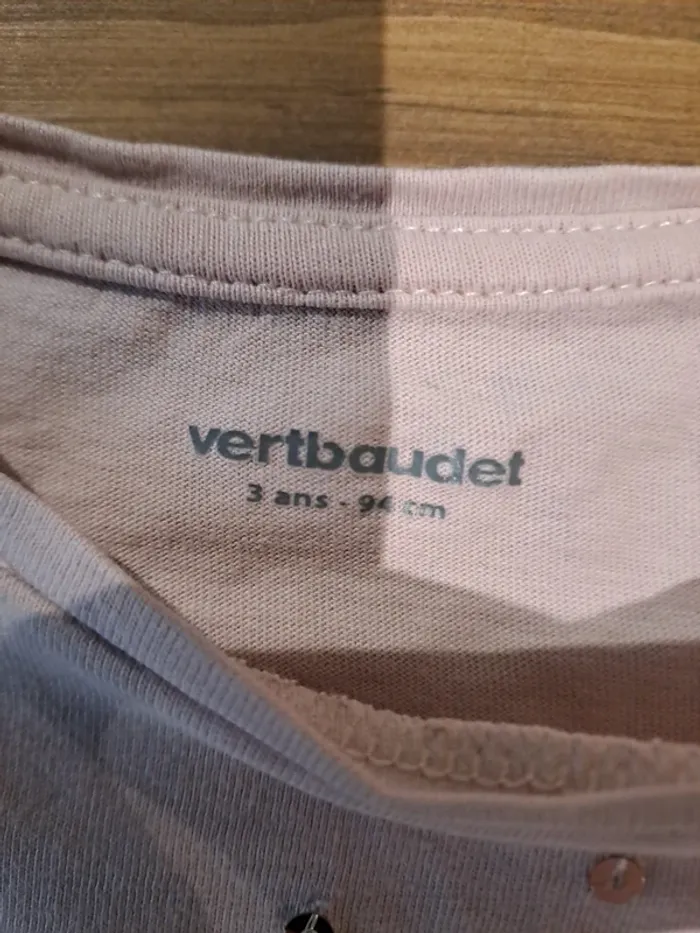 vertbaudet
3 ans - 94 cm